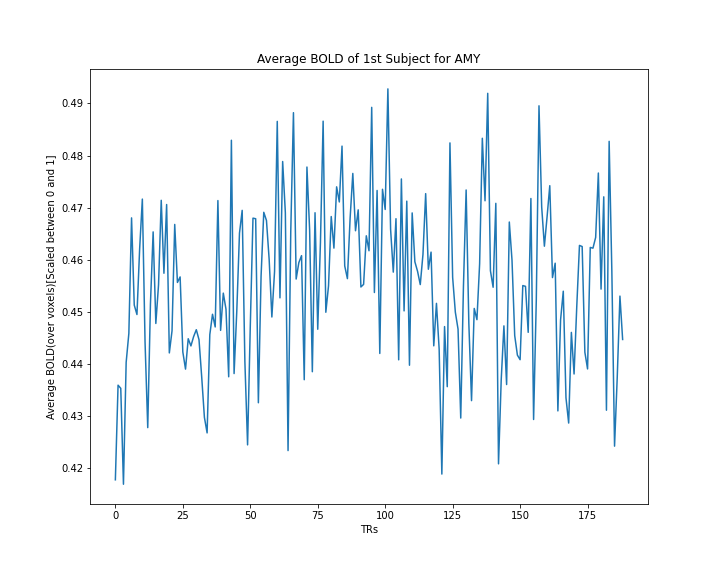 Average BOLD of 1st Subject for AMY
Average BOLD(over voxels)[Scaled between 0 and 1]
0.49
0.48
0.47
0.46
0.45
0.44
0.43
0.42
0 25 50 75 100 125 150 175
TRs